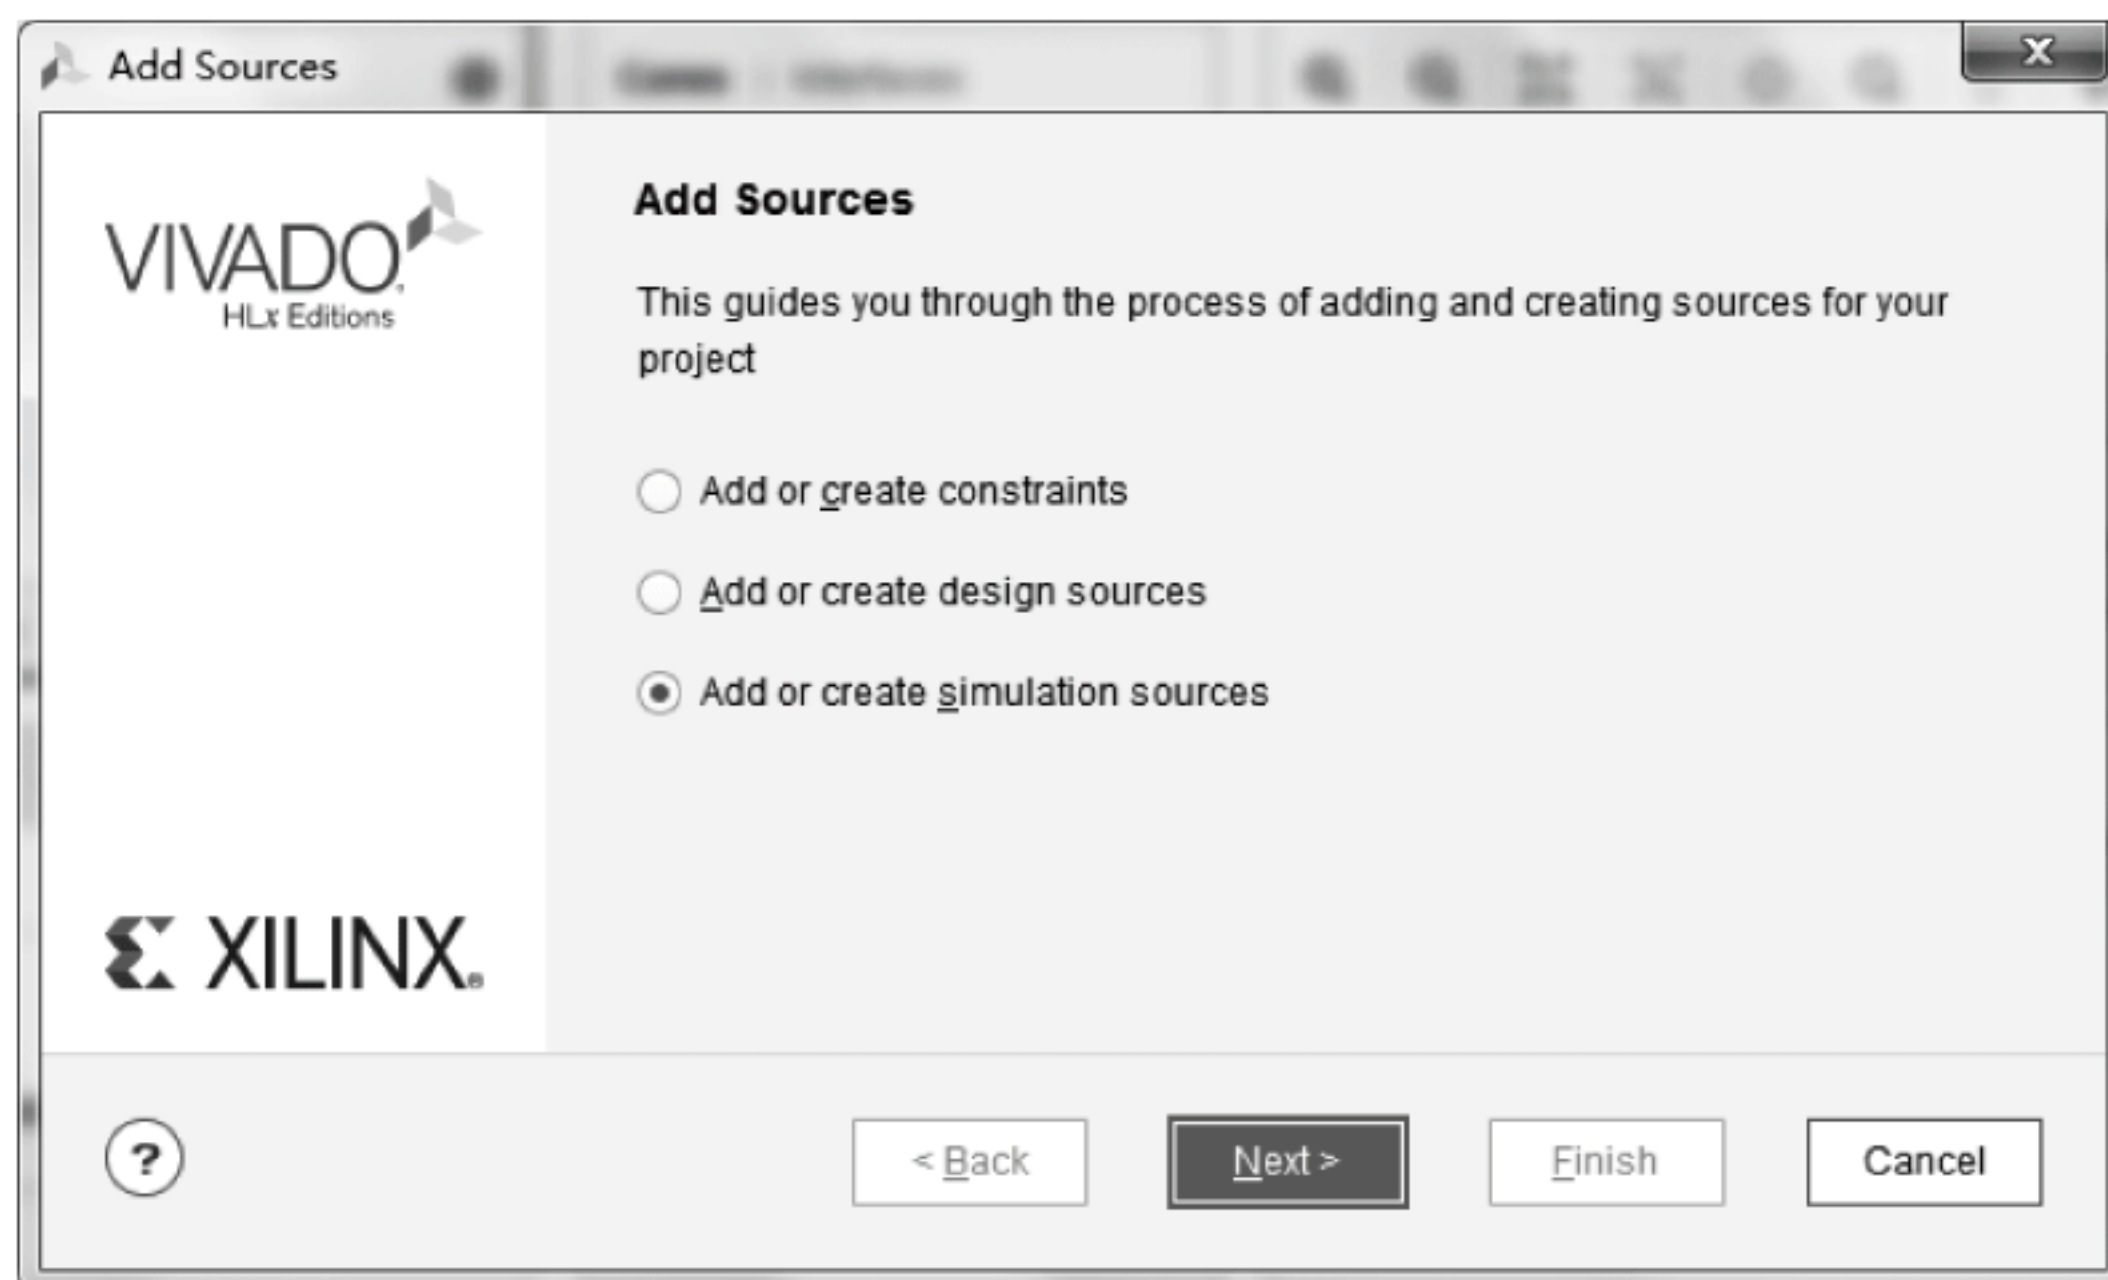 Add Sources
x
VIVADO
HLx Editions
Add Sources
This guides you through the process of adding and creating sources for your
project
Add or create constraints
Add or create design sources
Add or create simulation sources
XILINX
?
< Back
Next >
Finish
Cancel